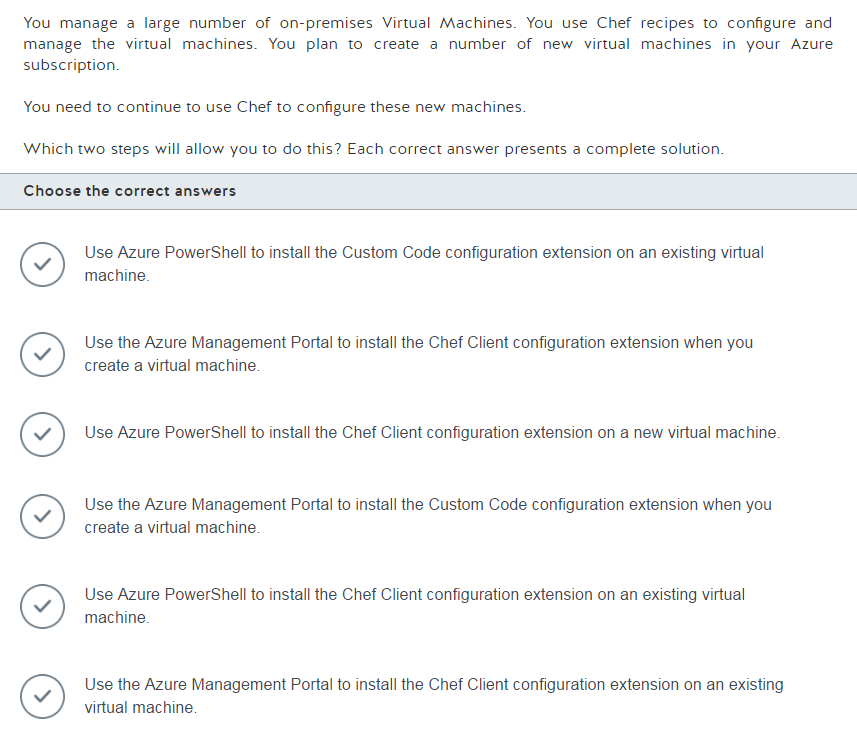 You manage a large number of on-premises Virtual Machines. You use Chef recipes to configure and
manage the virtual machines. You plan to create a number of new virtual machines in your Azure
subscription.
You need to continue to use Chef to configure these new machines.
Which two steps will allow you to do this? Each correct answer presents a complete solution.
Choose the correct answers
Use Azure PowerShell to install the Custom Code configuration extension on an existing virtual
machine.
Use the Azure Management Portal to install the Chef Client configuration extension when you
create a virtual machine.
Use Azure PowerShell to install the Chef Client configuration extension on a new virtual machine.
Use the Azure Management Portal to install the Custom Code configuration extension when you
create a virtual machine.
Use Azure PowerShell to install the Chef Client configuration extension on an existing virtual
machine.
Use the Azure Management Portal to install the Chef Client configuration extension on an existing
virtual machine.